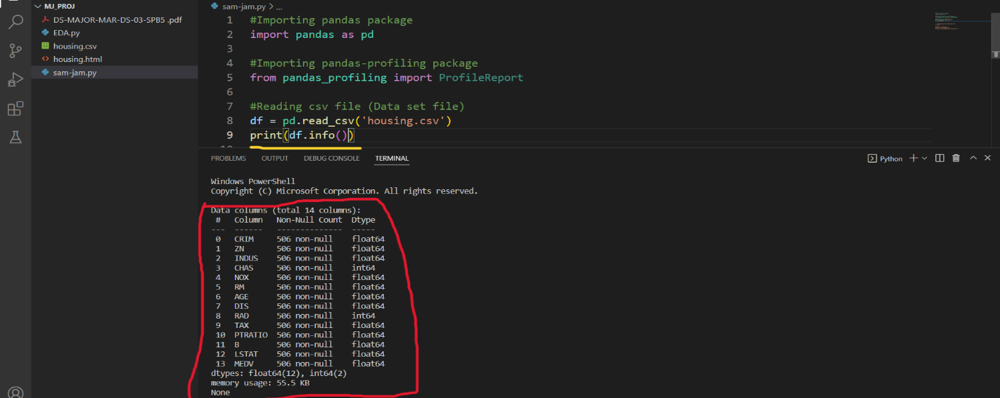 MJ_PROJ
DS-MAJOR-MAR-DS-03-SPB5 .pdf
EDA.py
housing.csv
housing.html
sam-jam.py
sam-jam.py > ...
1 #Importing pandas package
2 import pandas as pd
3
4 #Importing pandas-profiling package
5 from pandas_profiling import ProfileReport
6
7 #Reading csv file (Data set file)
8 df = pd.read_csv('housing.csv')
9 print(df.info())
PROBLEMS OUTPUT DEBUG CONSOLE TERMINAL Python
Windows PowerShell
Copyright (C) Microsoft Corporation. All rights reserved.
Data columns (total 14 columns):
# Column Non-Null Count Dtype
--- ------ -------------- -----
0 CRIM 506 non-null float64
1 ZN 506 non-null float64
2 INDUS 506 non-null float64
3 CHAS 506 non-null int64
4 NOX 506 non-null float64
5 RM 506 non-null float64
6 AGE 506 non-null float64
7 DIS 506 non-null float64
8 RAD 506 non-null int64
9 TAX 506 non-null float64
10 PTRATIO 506 non-null float64
11 B 506 non-null float64
12 LSTAT 506 non-null float64
13 MEDV 506 non-null float64
dtypes: float64(12), int64(2)
memory usage: 55.5 KB
None